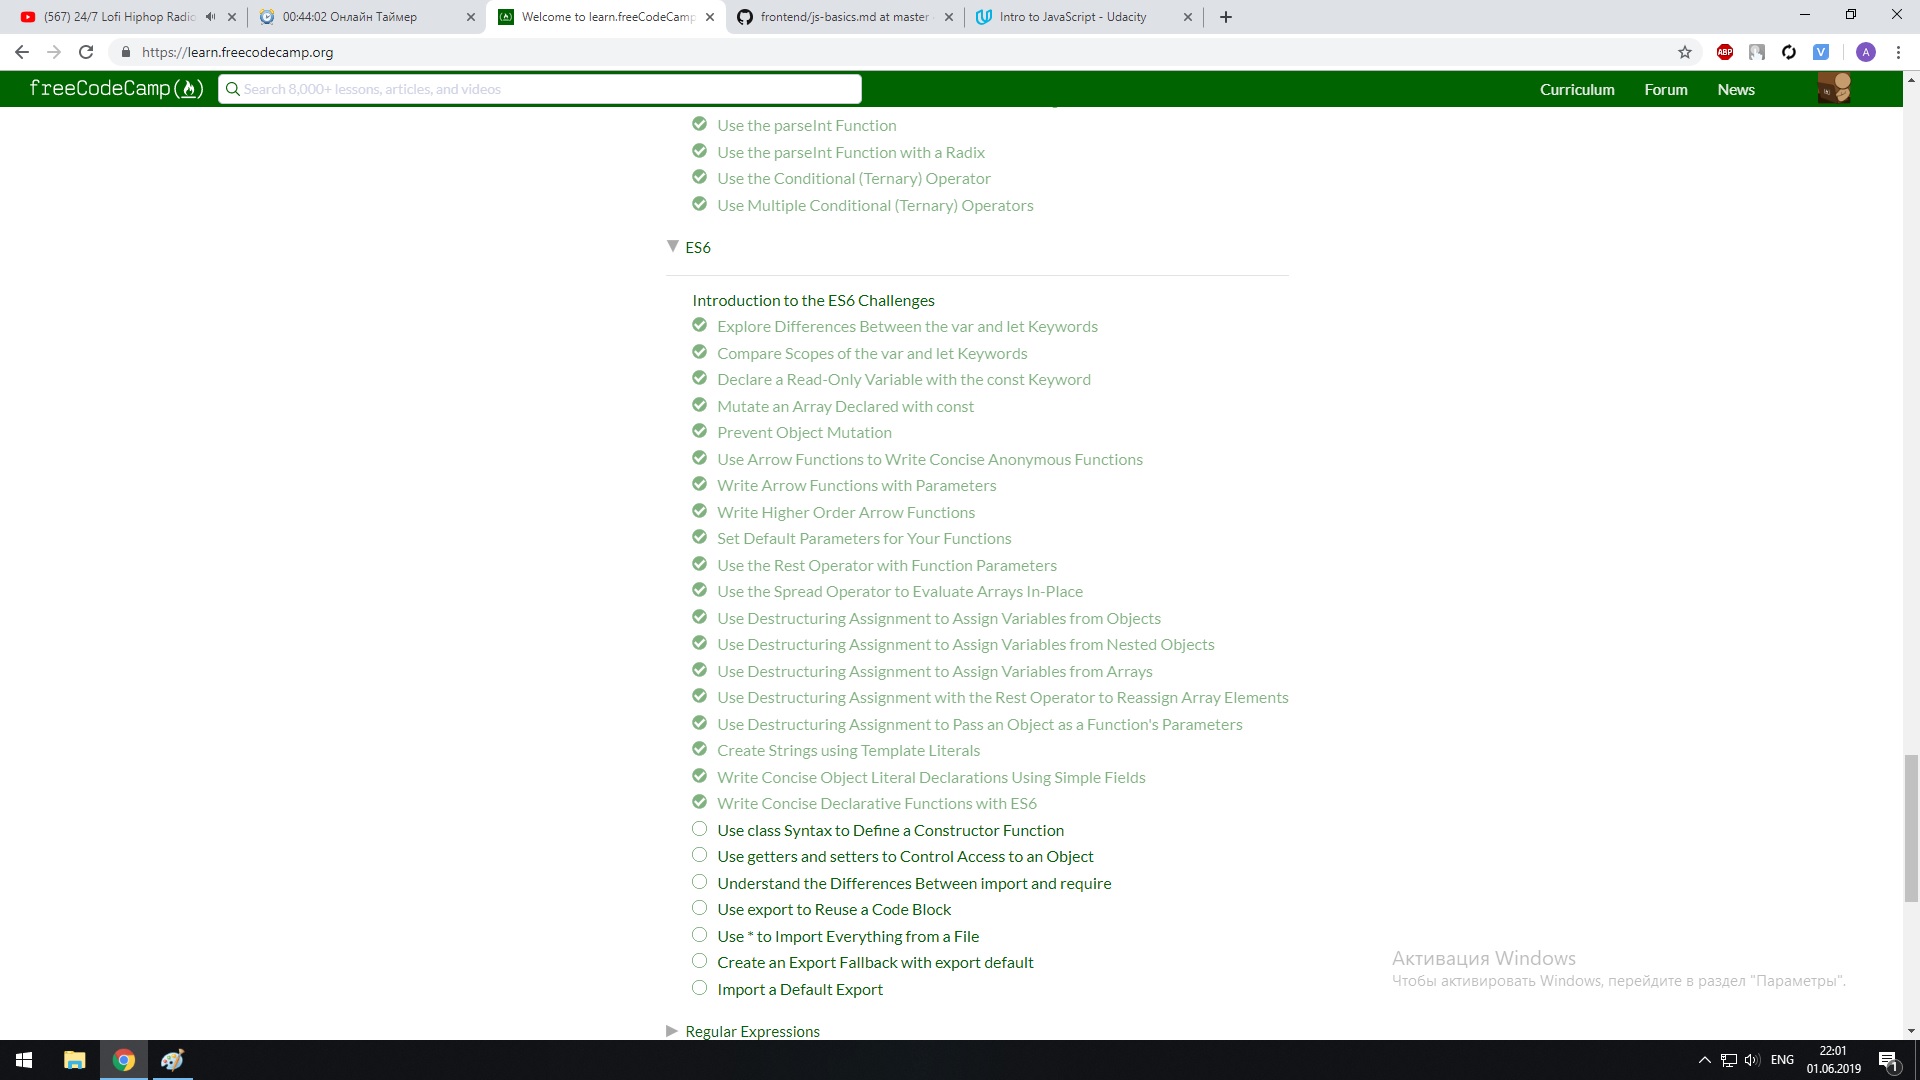 (567) 24/7 Lofi Hiphop Radio
00:44:02 Онлайн Таймер
Welcome to learn.freeCodeCamp
frontend/js-basics.md at master
Intro to JavaScript - Udacity
https://learn.freecodecamp.org
ABP
V
A
freeCodeCamp
Search 8,000+ lessons, articles, and videos
Curriculum
Forum
News
Use the parseInt Function
Use the parseInt Function with a Radix
Use the Conditional (Ternary) Operator
Use Multiple Conditional (Ternary) Operators
ES6
Introduction to the ES6 Challenges
Explore Differences Between the var and let Keywords
Compare Scopes of the var and let Keywords
Declare a Read-Only Variable with the const Keyword
Mutate an Array Declared with const
Prevent Object Mutation
Use Arrow Functions to Write Concise Anonymous Functions
Write Arrow Functions with Parameters
Write Higher Order Arrow Functions
Set Default Parameters for Your Functions
Use the Rest Operator with Function Parameters
Use the Spread Operator to Evaluate Arrays In-Place
Use Destructuring Assignment to Assign Variables from Objects
Use Destructuring Assignment to Assign Variables from Nested Objects
Use Destructuring Assignment to Assign Variables from Arrays
Use Destructuring Assignment with the Rest Operator to Reassign Array Elements
Use Destructuring Assignment to Pass an Object as a Function's Parameters
Create Strings using Template Literals
Write Concise Object Literal Declarations Using Simple Fields
Write Concise Declarative Functions with ES6
Use class Syntax to Define a Constructor Function
Use getters and setters to Control Access to an Object
Understand the Differences Between import and require
Use export to Reuse a Code Block
Use * to Import Everything from a File
Create an Export Fallback with export default
Import a Default Export
Regular Expressions
Активация Windows
Чтобы активировать Windows, перейдите в раздел "Параметры".
ENG
22:01
01.06.2019
1